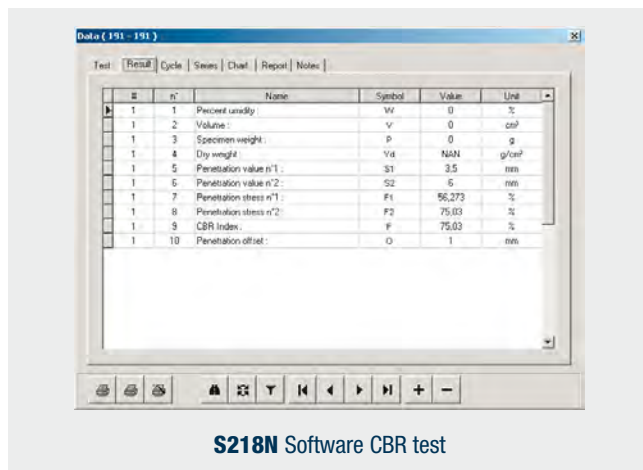 Data ( 191 - 191 )
Test Result Cycle Series Chart Report Notes
# n° Name Symbol Value Unit
1 1 Percent umidity : W 0 %
1 2 Volume : V 0 cm³
1 3 Specimen weight : P 0 g
1 4 Dry weight : Yd NAN g/cm³
1 5 Penetration value n°1 : S1 3,5 mm
1 6 Penetration value n°2 : S2 6 mm
1 7 Penetration stress n°1 : F1 56,273 %
1 8 Penetration stress n°2 : F2 75,03 %
1 9 CBR Index : F 75,03 %
1 10 Penetration offset : O 1 mm
S218N Software CBR test